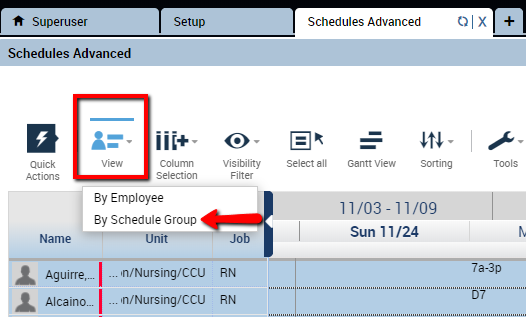 Superuser
Setup
Schedules Advanced
X
+
Schedules Advanced
Quick
Actions
View
Column
Selection
Visibility
Filter
Select all
Gantt View
Sorting
Tools
By Employee
By Schedule Group
11/03 - 11/09
Name
Unit
Job
Sun 11/24
M
Aguirre,...
...on/Nursing/CCU
RN
7a-3p
Alcaino...
...on/Nursing/CCU
RN
D7